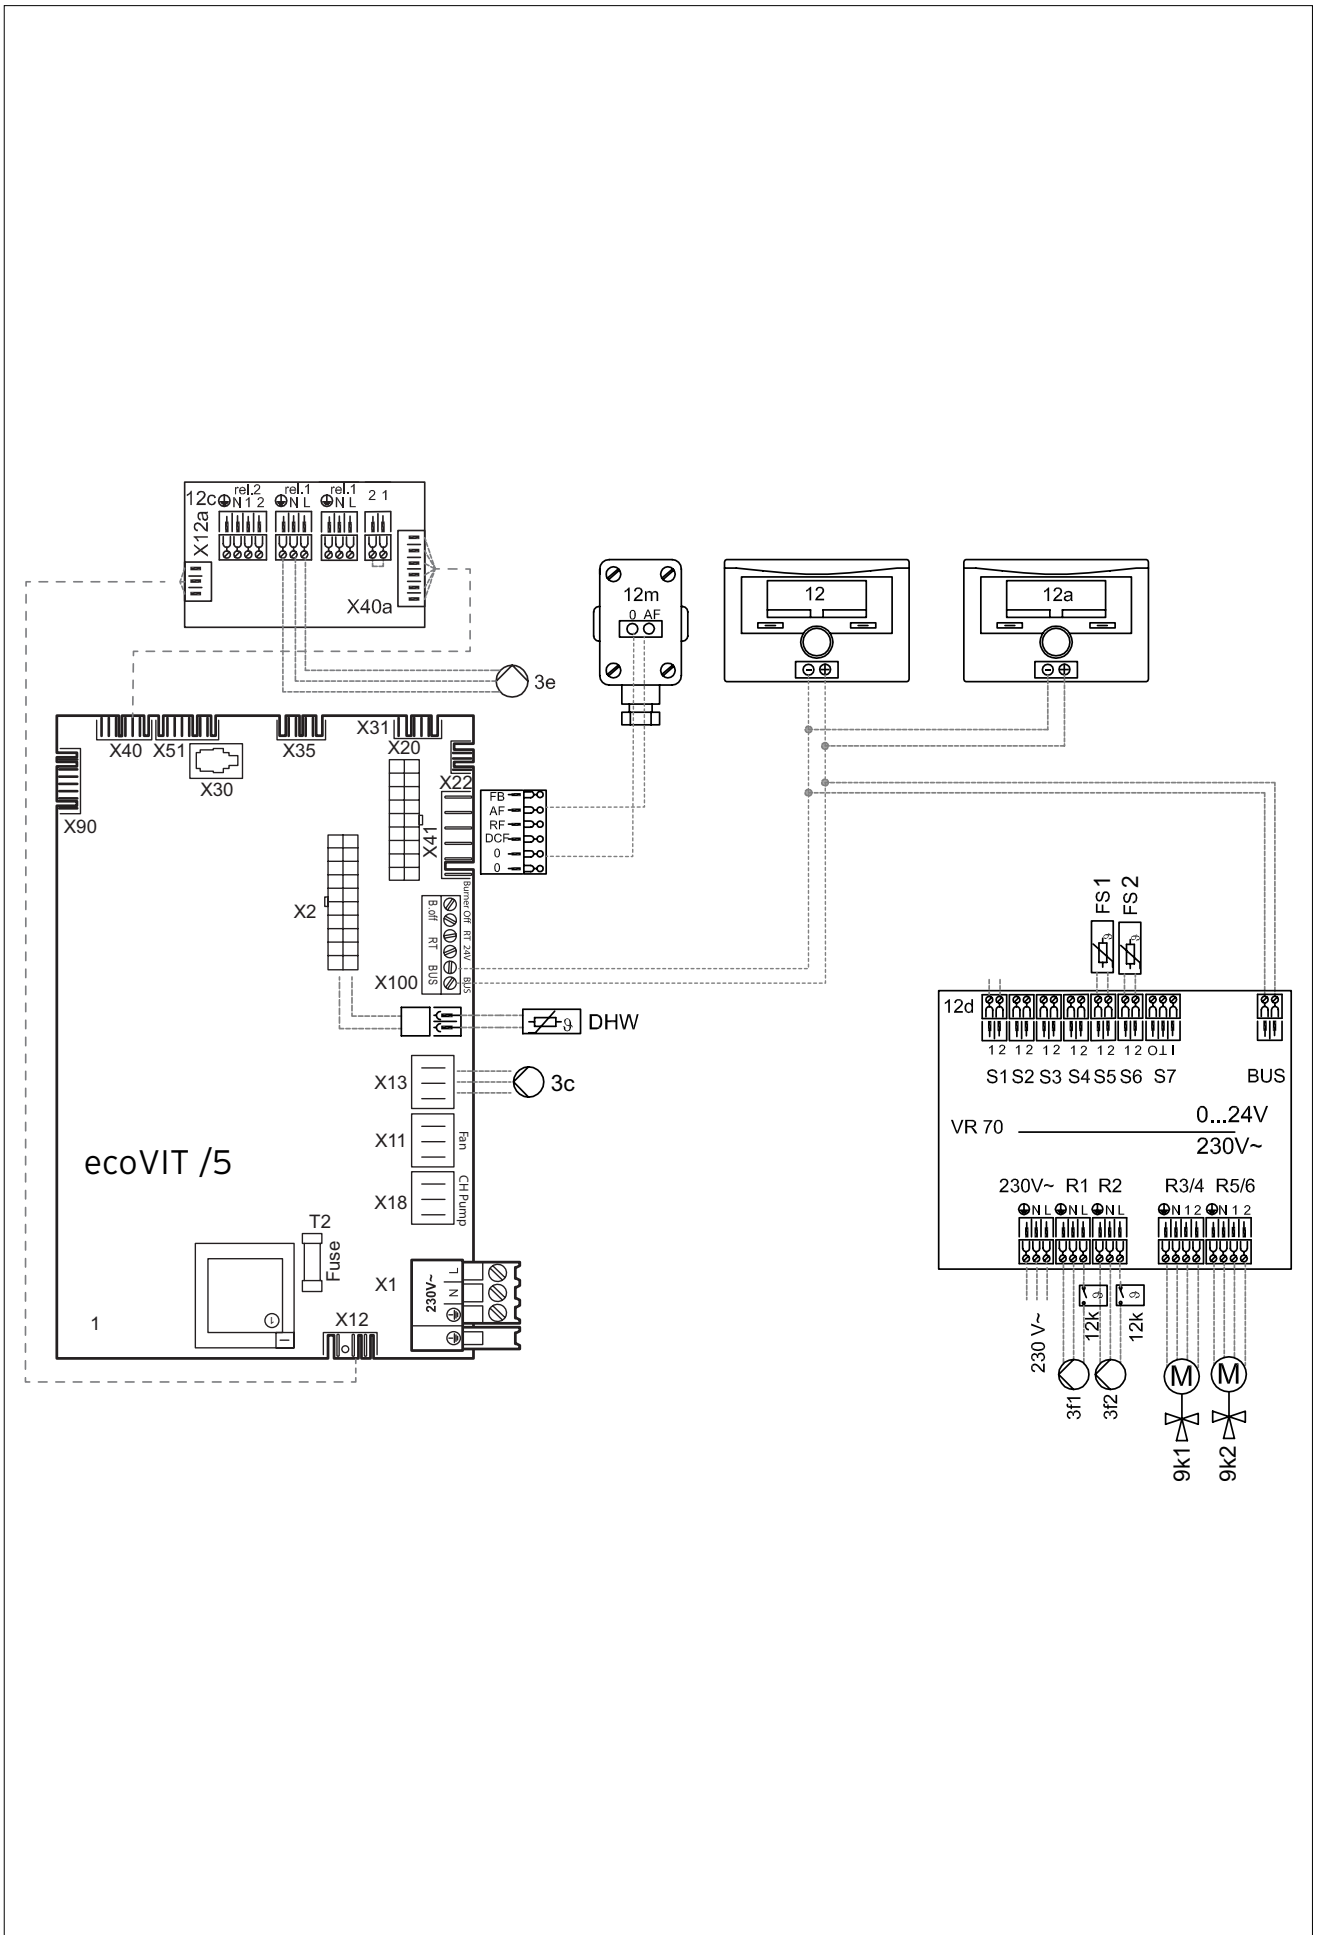 12c
rel.2
rel.1
rel.1
N 1 2
N L
N L
2 1
X12a
X40a
3e
12m
0 AF
12
12a
X40
X51
X35
X31
X20
X30
X22
X90
X41
FB
AF
RF
DCF
0
0
X2
Burner Off
RT 24V
BUS
B.off
RT
BUS
X100
DHW
X13
3c
X11
Fan
X18
CH Pump
ecoVIT /5
T2
Fuse
X1
230V~
L
N
X12
1
1
FS 1
FS 2
12d
1 2
1 2
1 2
1 2
1 2
1 2
O T I
S1 S2 S3 S4 S5 S6 S7
BUS
VR 70
0...24V
230V~
230V~ R1 R2 R3/4 R5/6
N L
N L
N L
N 1 2
N 1 2
230 V~
12k
12k
3f1
3f2
M
M
9k1
9k2